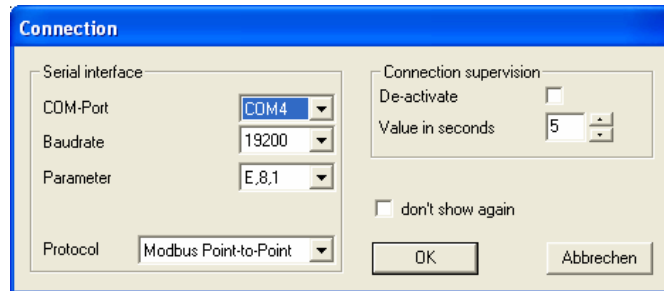 Connection
Serial interface
COM-Port COM4
Baudrate 19200
Parameter E,8,1
Protocol Modbus Point-to-Point
Connection supervision
De-activate
Value in seconds 5
don't show again
OK Abbrechen